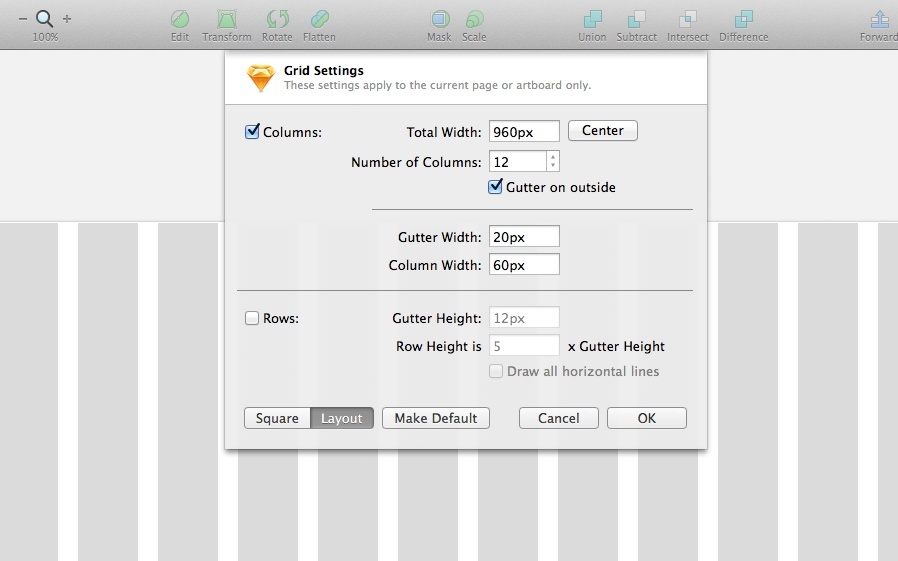 − +
100% Edit Transform Rotate Flatten Mask Scale Union Subtract Intersect Difference Forward
Grid Settings
These settings apply to the current page or artboard only.
Columns: Total Width: 960px Center
Number of Columns: 12
Gutter on outside
Gutter Width: 20px
Column Width: 60px
Rows: Gutter Height: 12px
Row Height is 5 x Gutter Height
Draw all horizontal lines
Square Layout Make Default Cancel OK